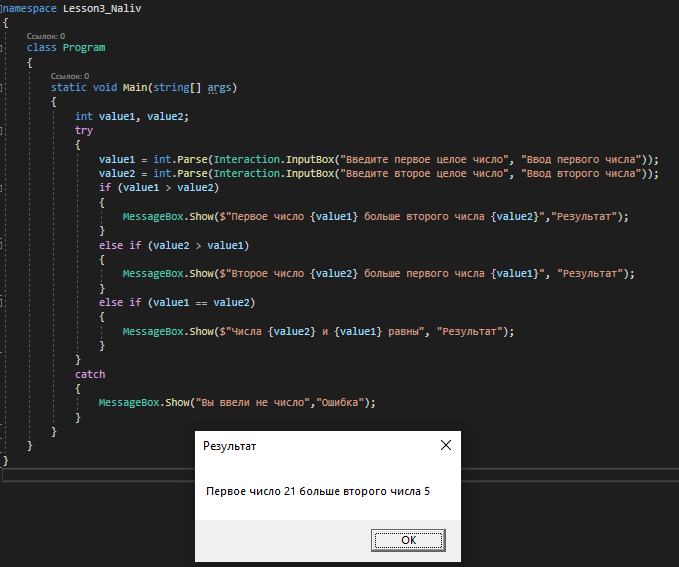 namespace Lesson3_Naliv
{
Ссылок: 0
class Program
{
Ссылок: 0
static void Main(string[] args)
{
int value1, value2;
try
{
value1 = int.Parse(Interaction.InputBox("Введите первое целое число", "Ввод первого числа"));
value2 = int.Parse(Interaction.InputBox("Введите второе целое число", "Ввод второго числа"));
if (value1 > value2)
{
MessageBox.Show($"Первое число {value1} больше второго числа {value2}","Результат");
}
else if (value2 > value1)
{
MessageBox.Show($"Второе число {value2} больше первого числа {value1}", "Результат");
}
else if (value1 == value2)
{
MessageBox.Show($"Числа {value2} и {value1} равны", "Результат");
}
}
catch
{
MessageBox.Show("Вы ввели не число","Ошибка");
}
}
}
}
Результат
Первое число 21 больше второго числа 5
OK